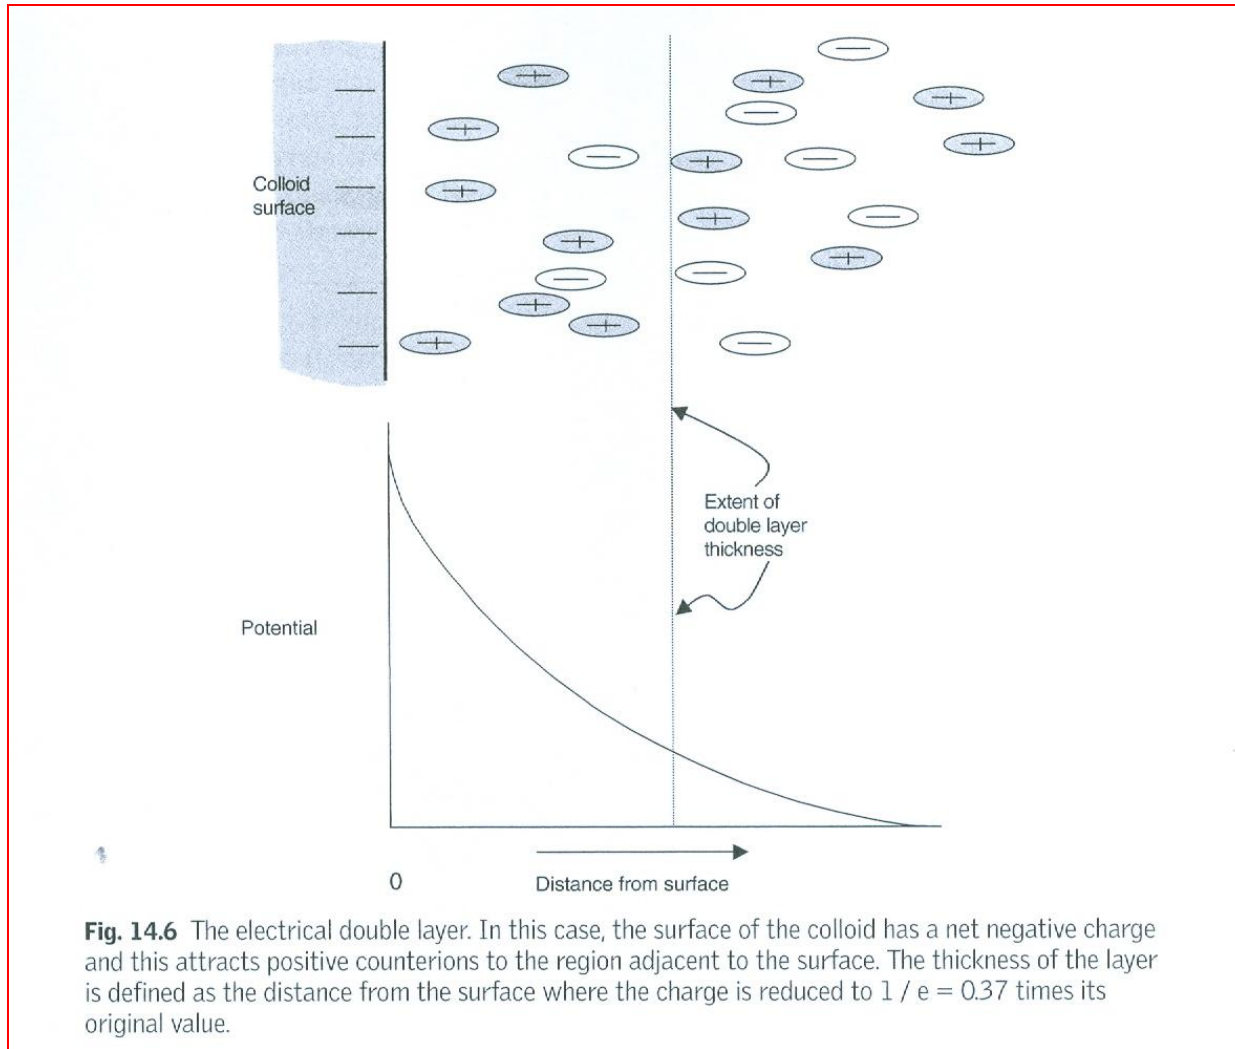 Colloid
surface
Extent of
double layer
thickness
Potential
0
Distance from surface
Fig. 14.6 The electrical double layer. In this case, the surface of the colloid has a net negative charge
and this attracts positive counterions to the region adjacent to the surface. The thickness of the layer
is defined as the distance from the surface where the charge is reduced to 1 / e = 0.37 times its
original value.